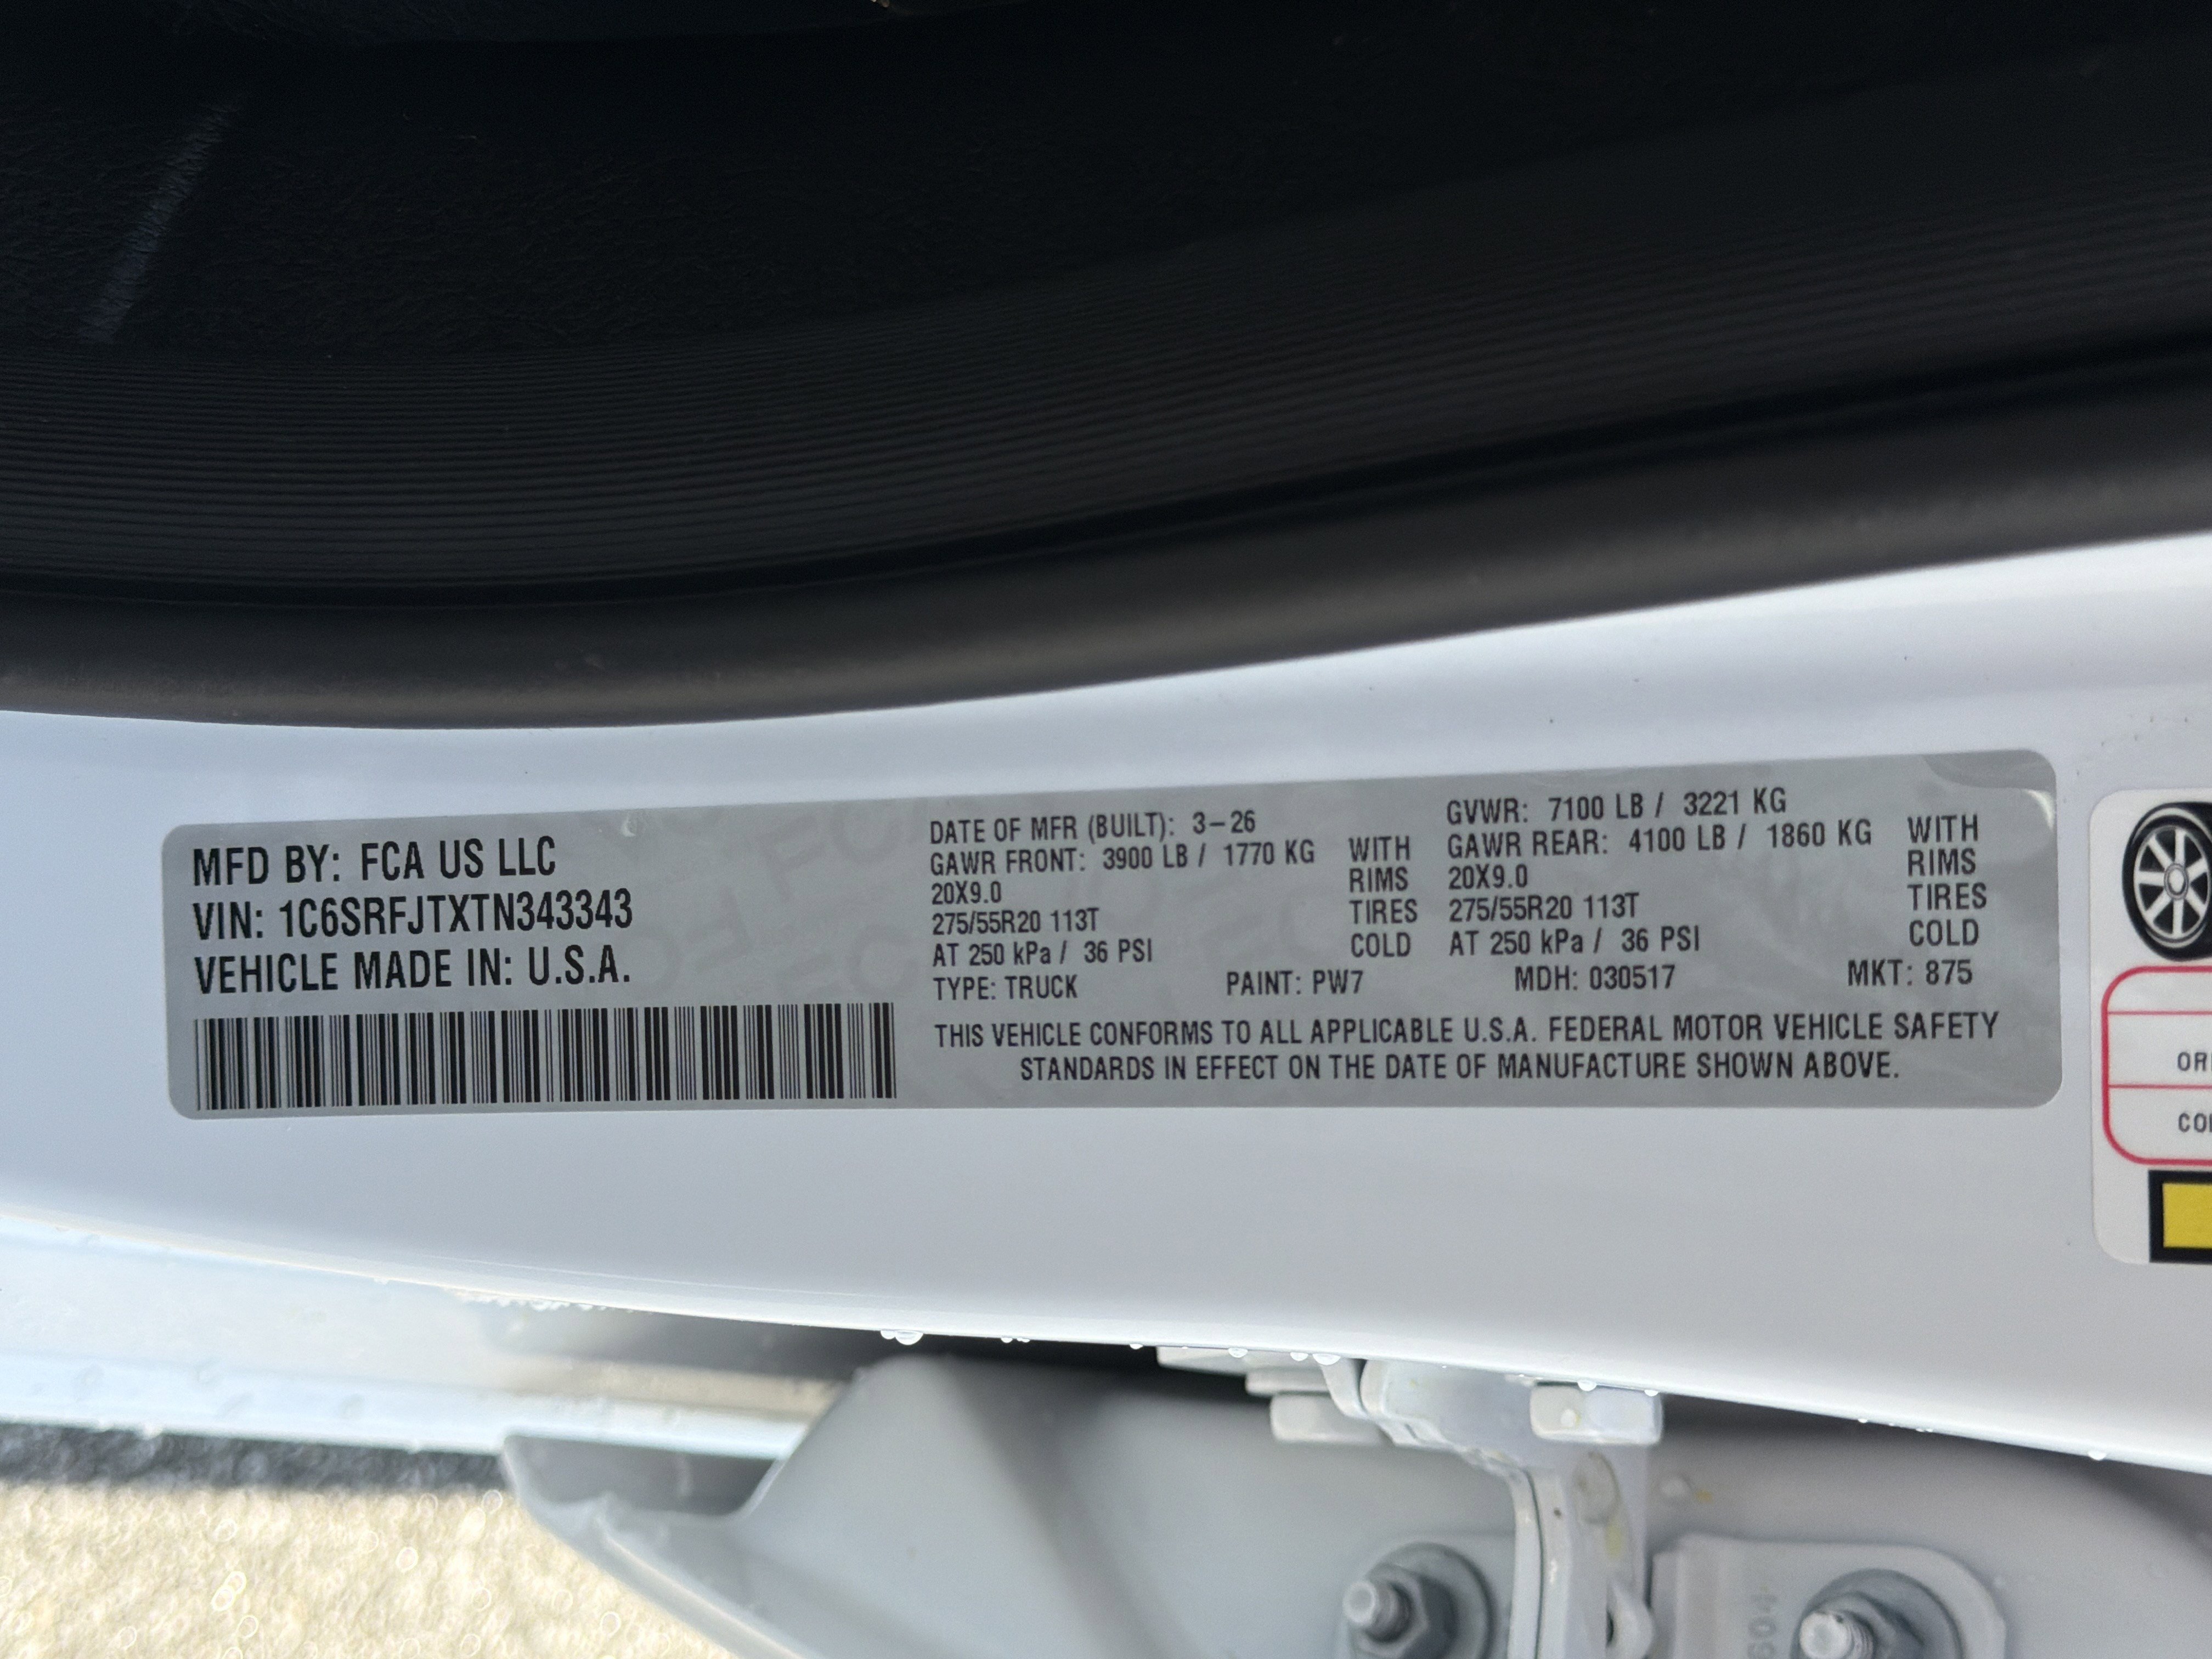 MFD BY: FCA US LLC
VIN: 1C6SRFJTXTN343343
VEHICLE MADE IN: U.S.A.
DATE OF MFR (BUILT): 3-26
GAWR FRONT: 3900 LB / 1770 KG WITH
20X9.0 RIMS
275/55R20 113T TIRES
AT 250 kPa / 36 PSI COLD
GVWR: 7100 LB / 3221 KG
GAWR REAR: 4100 LB / 1860 KG WITH
20X9.0 RIMS
275/55R20 113T TIRES
AT 250 kPa / 36 PSI COLD
TYPE: TRUCK PAINT: PW7 MDH: 030517 MKT: 875
THIS VEHICLE CONFORMS TO ALL APPLICABLE U.S.A. FEDERAL MOTOR VEHICLE SAFETY
STANDARDS IN EFFECT ON THE DATE OF MANUFACTURE SHOWN ABOVE.